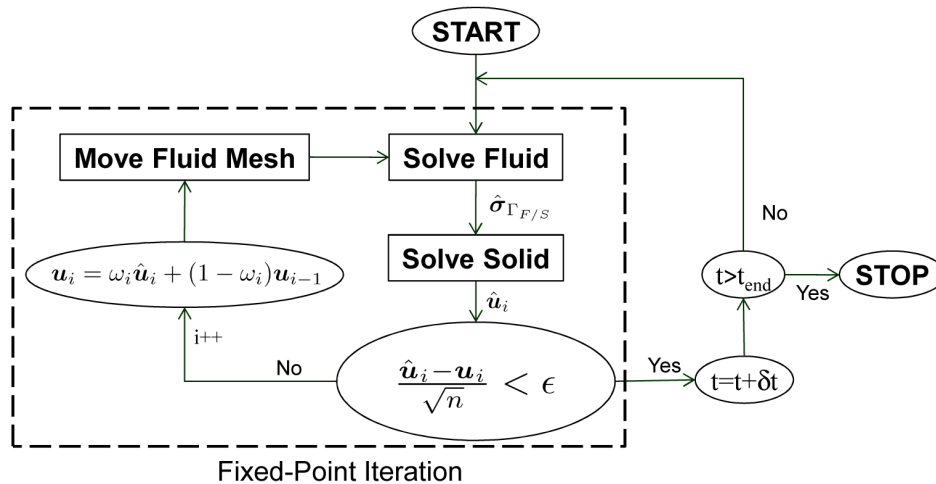 START
Move Fluid Mesh
Solve Fluid
σ̂_{Γ_{F/S}}
No
u_i = ω_i û_i + (1 − ω_i) u_{i−1}
Solve Solid
t>t_end
Yes
STOP
û_i
i++
No
(û_i − u_i)/√n < ϵ
Yes
t=t+δt
Fixed-Point Iteration